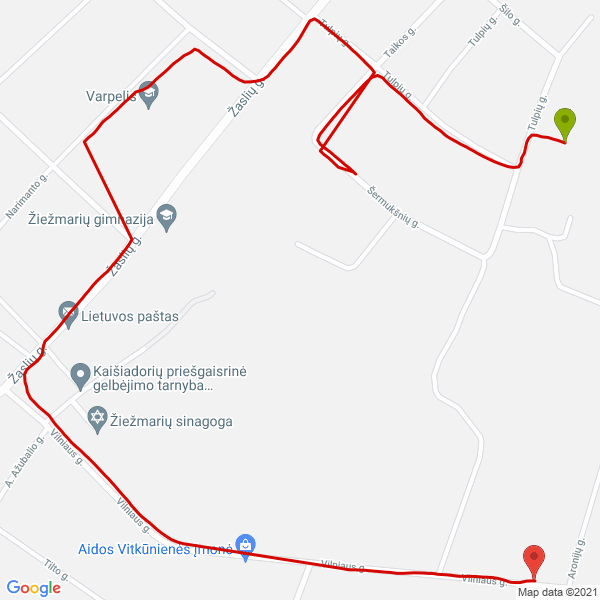 Šilo g.
Tulpių g.
Taikos g.
Tulpių g.
Tulpių g.
Žaslių g.
Tulpių g.
Varpelis
Narimanto g.
Šermukšnių g.
Žiežmarių gimnazija
Žaslių g.
Lietuvos paštas
Žaslių g.
Kaišiadorių priešgaisrinė
gelbėjimo tarnyba...
Žiežmarių sinagoga
A. Ažubalio g.
Vilniaus g.
Vilniaus g.
Aidos Vitkūnienės įmonė
Vilniaus g.
Tilto g.
Vilniaus g.
Aronijų g.
Google
Map data ©2021